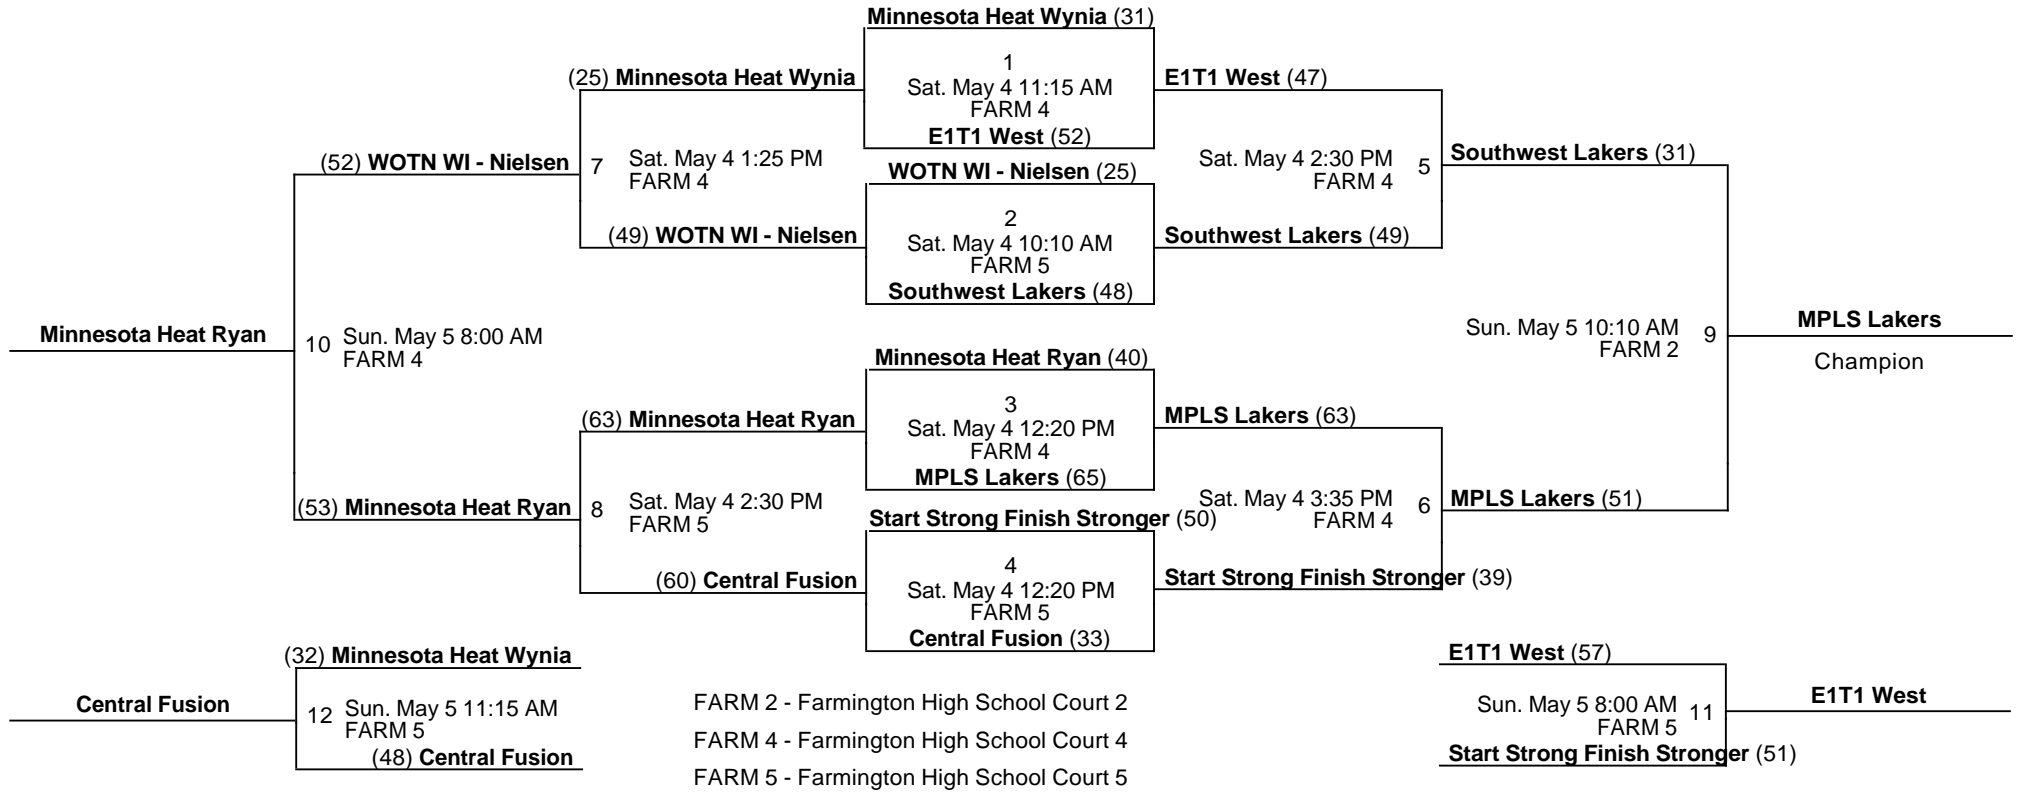 Minnesota Heat Wynia (31)
1
Sat. May 4 11:15 AM
FARM 4
E1T1 West (52)
(25) Minnesota Heat Wynia
E1T1 West (47)
(52) WOTN WI - Nielsen
7
Sat. May 4 1:25 PM
FARM 4
WOTN WI - Nielsen (25)
2
Sat. May 4 10:10 AM
FARM 5
Southwest Lakers (48)
Sat. May 4 2:30 PM
FARM 4
5
Southwest Lakers (31)
(49) WOTN WI - Nielsen
Southwest Lakers (49)
Minnesota Heat Ryan
10
Sun. May 5 8:00 AM
FARM 4
Sun. May 5 10:10 AM
FARM 2
9
MPLS Lakers
Champion
Minnesota Heat Ryan (40)
3
Sat. May 4 12:20 PM
FARM 4
MPLS Lakers (65)
(63) Minnesota Heat Ryan
MPLS Lakers (63)
(53) Minnesota Heat Ryan
8
Sat. May 4 2:30 PM
FARM 5
Start Strong Finish Stronger (50)
4
Sat. May 4 12:20 PM
FARM 5
Central Fusion (33)
Sat. May 4 3:35 PM
FARM 4
6
MPLS Lakers (51)
(60) Central Fusion
Start Strong Finish Stronger (39)
(32) Minnesota Heat Wynia
Central Fusion
12
Sun. May 5 11:15 AM
FARM 5
(48) Central Fusion
FARM 2 - Farmington High School Court 2
FARM 4 - Farmington High School Court 4
FARM 5 - Farmington High School Court 5
E1T1 West (57)
Sun. May 5 8:00 AM
FARM 5
11
E1T1 West
Start Strong Finish Stronger (51)